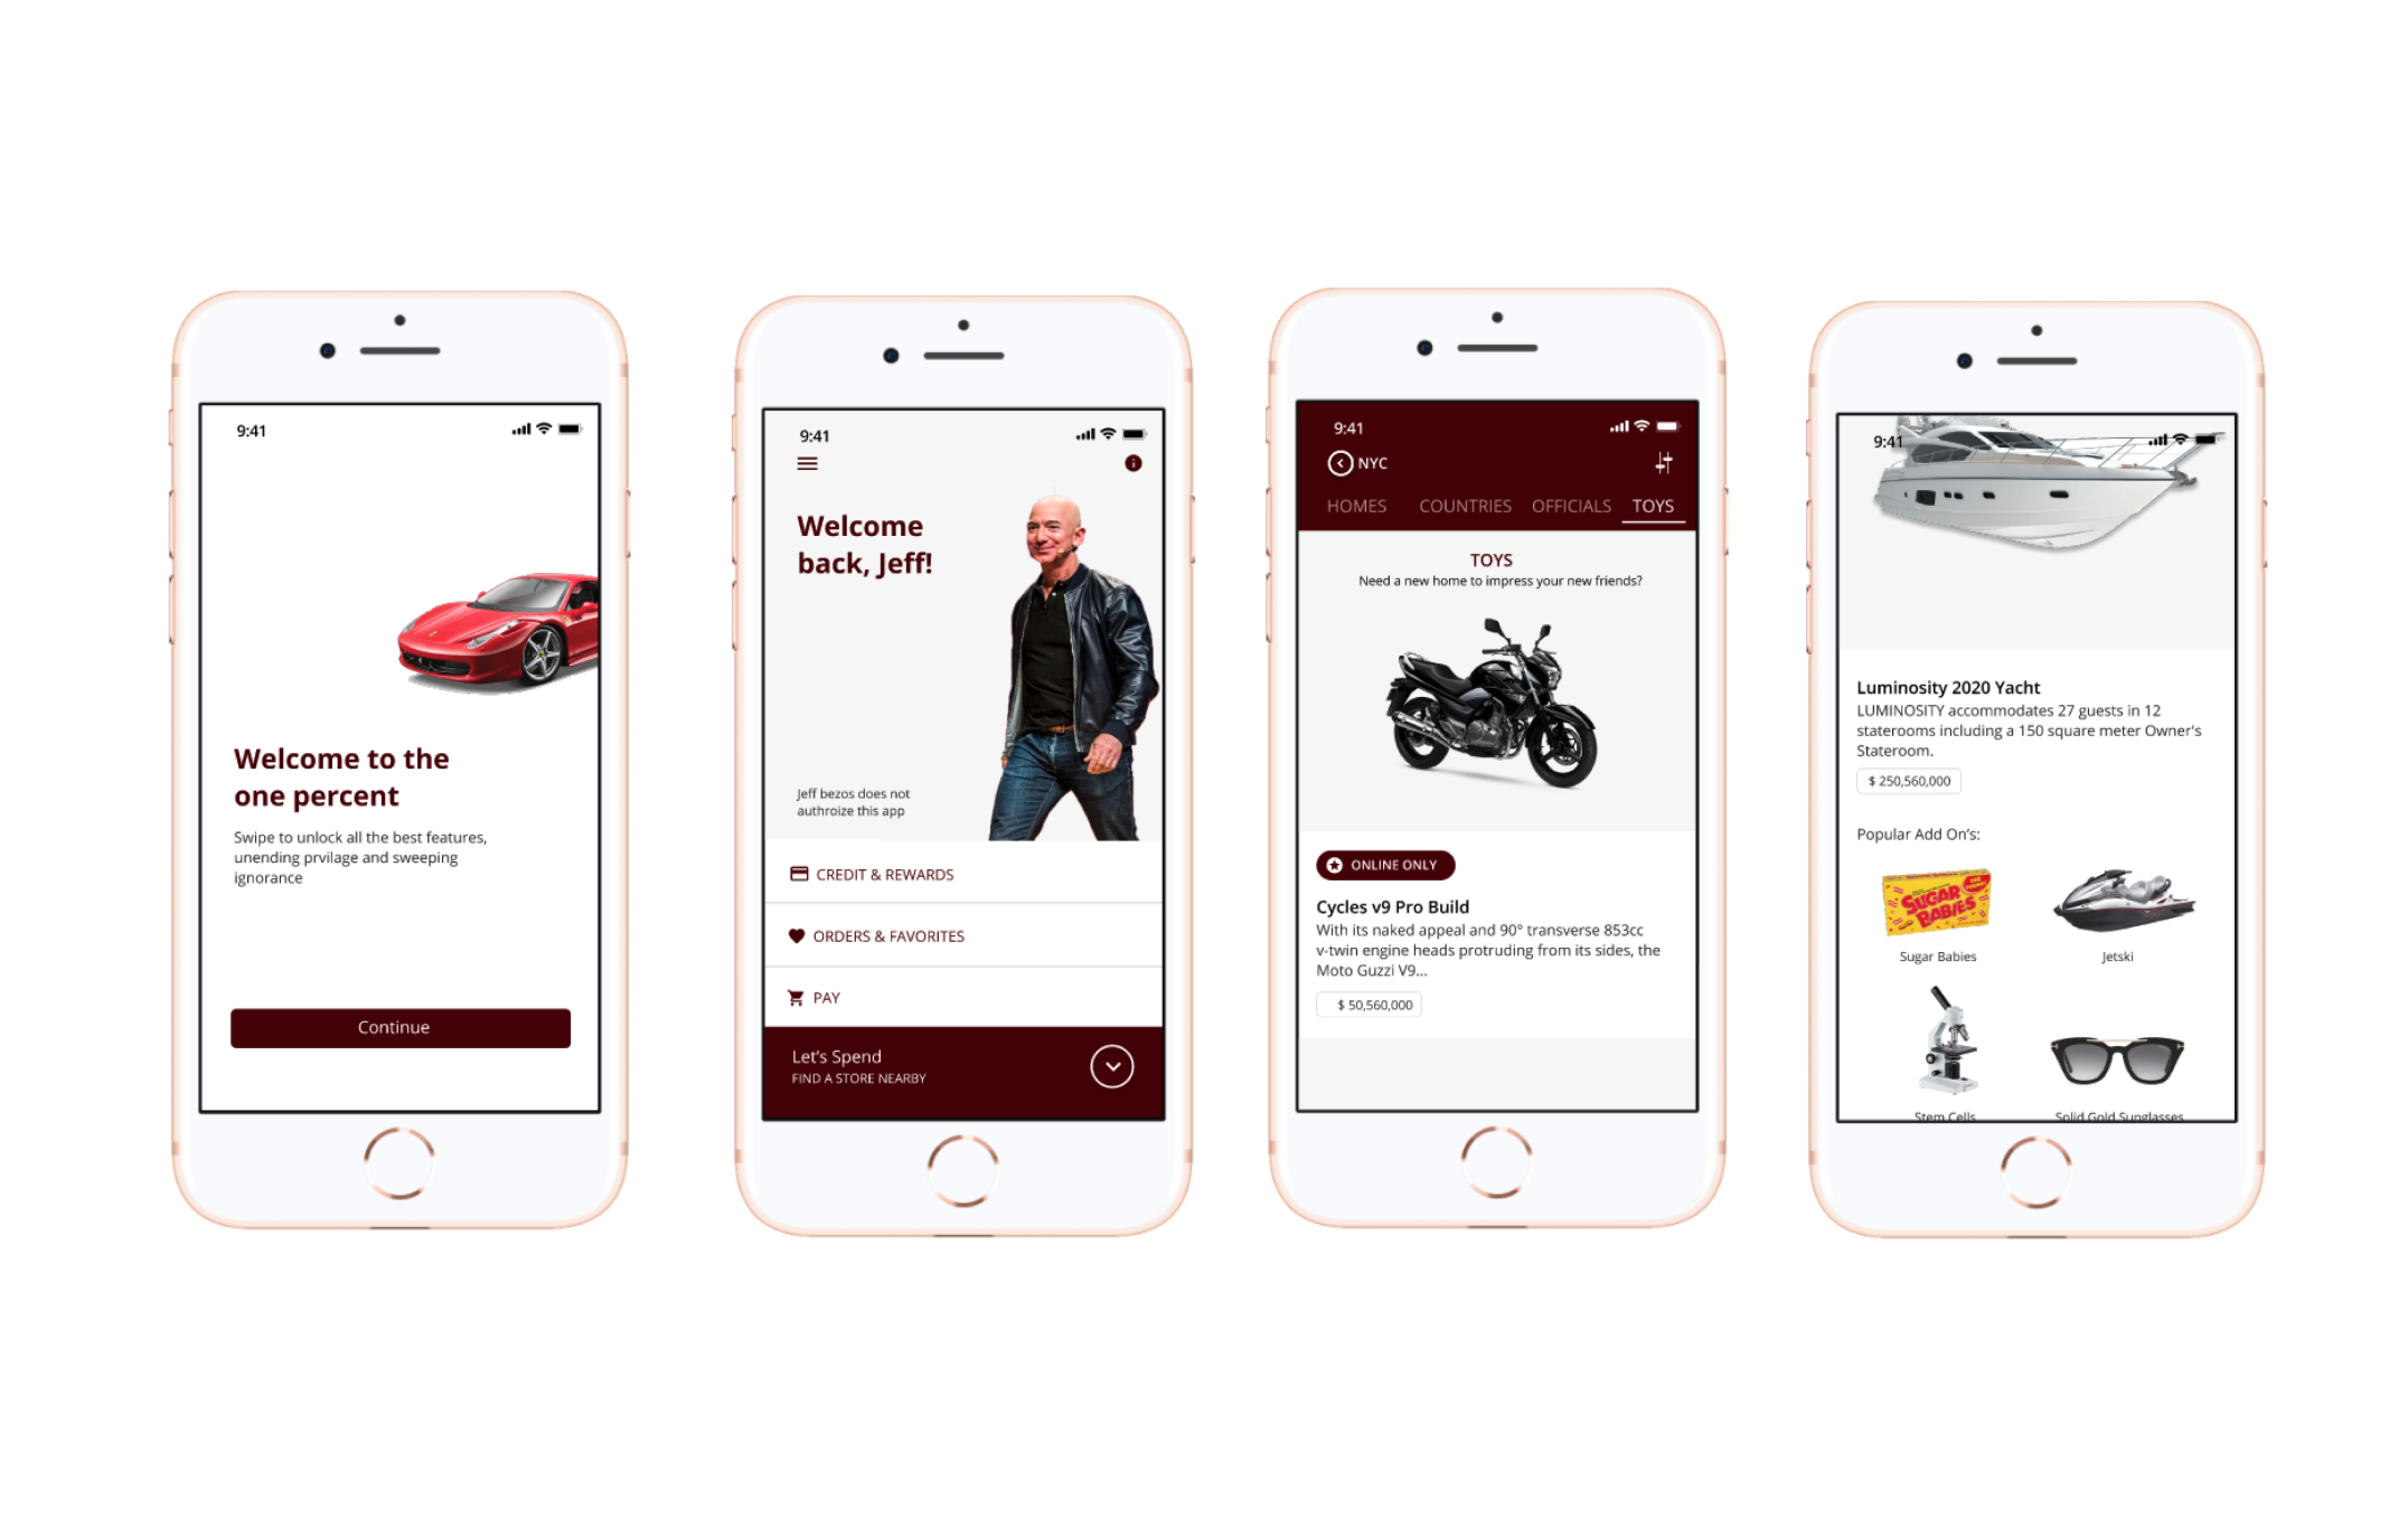 9:41
Welcome to the
one percent
Swipe to unlock all the best features,
unending prvilage and sweeping
ignorance
Continue
9:41
Welcome
back, Jeff!
Jeff bezos does not
authroize this app
CREDIT & REWARDS
ORDERS & FAVORITES
PAY
Let's Spend
FIND A STORE NEARBY
9:41
NYC
HOMES COUNTRIES OFFICIALS TOYS
TOYS
Need a new home to impress your new friends?
ONLINE ONLY
Cycles v9 Pro Build
With its naked appeal and 90° transverse 853cc
v-twin engine heads protruding from its sides, the
Moto Guzzi V9...
$ 50,560,000
9:41
Luminosity 2020 Yacht
LUMINOSITY accommodates 27 guests in 12
staterooms including a 150 square meter Owner's
Stateroom.
$ 250,560,000
Popular Add On's:
SUGAR
BABIES
Sugar Babies Jetski
Stem Cells Solid Gold Sunglasses